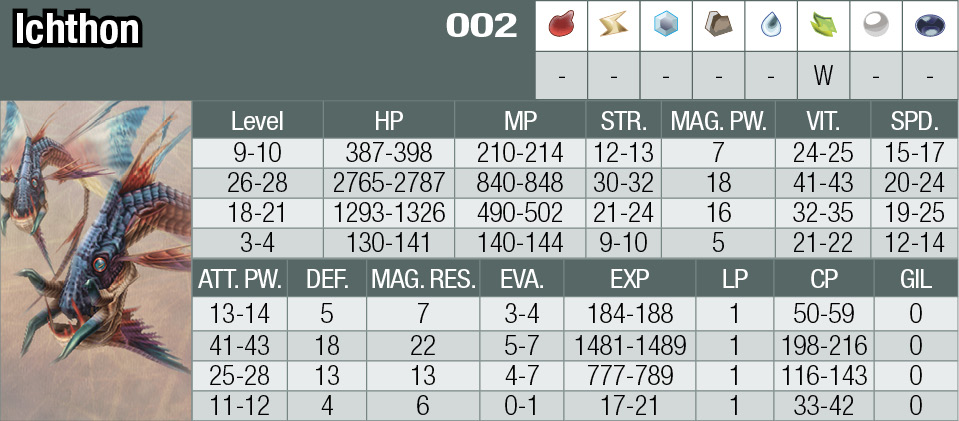 Ichthon 002
- - - - - W - -
Level HP MP STR. MAG. PW. VIT. SPD.
9-10 387-398 210-214 12-13 7 24-25 15-17
26-28 2765-2787 840-848 30-32 18 41-43 20-24
18-21 1293-1326 490-502 21-24 16 32-35 19-25
3-4 130-141 140-144 9-10 5 21-22 12-14
ATT. PW. DEF. MAG. RES. EVA. EXP LP CP GIL
13-14 5 7 3-4 184-188 1 50-59 0
41-43 18 22 5-7 1481-1489 1 198-216 0
25-28 13 13 4-7 777-789 1 116-143 0
11-12 4 6 0-1 17-21 1 33-42 0